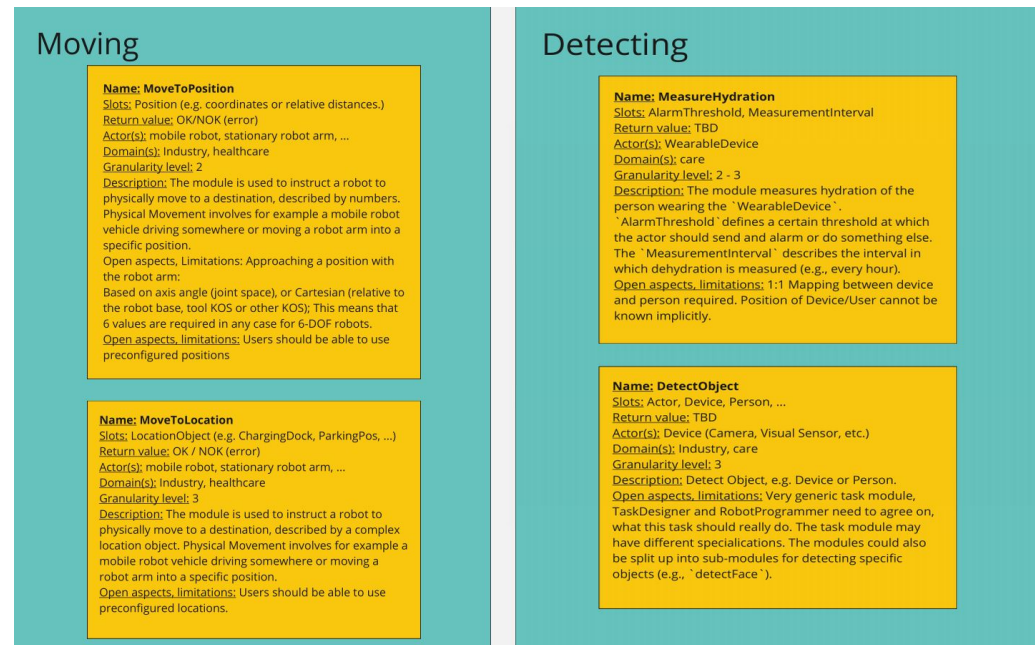 Moving
Name: MoveToPosition
Slots: Position (e.g. coordinates or relative distances.)
Return value: OK/NOK (error)
Actor(s): mobile robot, stationary robot arm, ...
Domain(s): Industry, healthcare
Granularity level: 2
Description: The module is used to instruct a robot to
physically move to a destination, described by numbers.
Physical Movement involves for example a mobile robot
vehicle driving somewhere or moving a robot arm into a
specific position.
Open aspects, Limitations: Approaching a position with
the robot arm:
Based on axis angle (joint space), or Cartesian (relative to
the robot base, tool KOS or other KOS); This means that
6 values are required in any case for 6-DOF robots.
Open aspects, limitations: Users should be able to use
preconfigured positions
Name: MoveToLocation
Slots: LocationObject (e.g. ChargingDock, ParkingPos, ...)
Return value: OK / NOK (error)
Actor(s): mobile robot, stationary robot arm, ...
Domain(s): Industry, healthcare
Granularity level: 3
Description: The module is used to instruct a robot to
physically move to a destination, described by a complex
location object. Physical Movement involves for example a
mobile robot vehicle driving somewhere or moving a
robot arm into a specific position.
Open aspects, limitations: Users should be able to use
preconfigured locations.
Detecting
Name: MeasureHydration
Slots: AlarmThreshold, MeasurementInterval
Return value: TBD
Actor(s): WearableDevice
Domain(s): care
Granularity level: 2 - 3
Description: The module measures hydration of the
person wearing the `WearableDevice`.
`AlarmThreshold`defines a certain threshold at which
the actor should send and alarm or do something else.
The `MeasurementInterval` describes the interval in
which dehydration is measured (e.g., every hour).
Open aspects, limitations: 1:1 Mapping between device
and person required. Position of Device/User cannot be
known implicitly.
Name: DetectObject
Slots: Actor, Device, Person, ...
Return value: TBD
Actor(s): Device (Camera, Visual Sensor, etc.)
Domain(s): Industry, care
Granularity level: 3
Description: Detect Object, e.g. Device or Person.
Open aspects, limitations: Very generic task module,
TaskDesigner and RobotProgrammer need to agree on,
what this task should really do. The task module may
have different specialications. The modules could also
be split up into sub-modules for detecting specific
objects (e.g., `detectFace`).